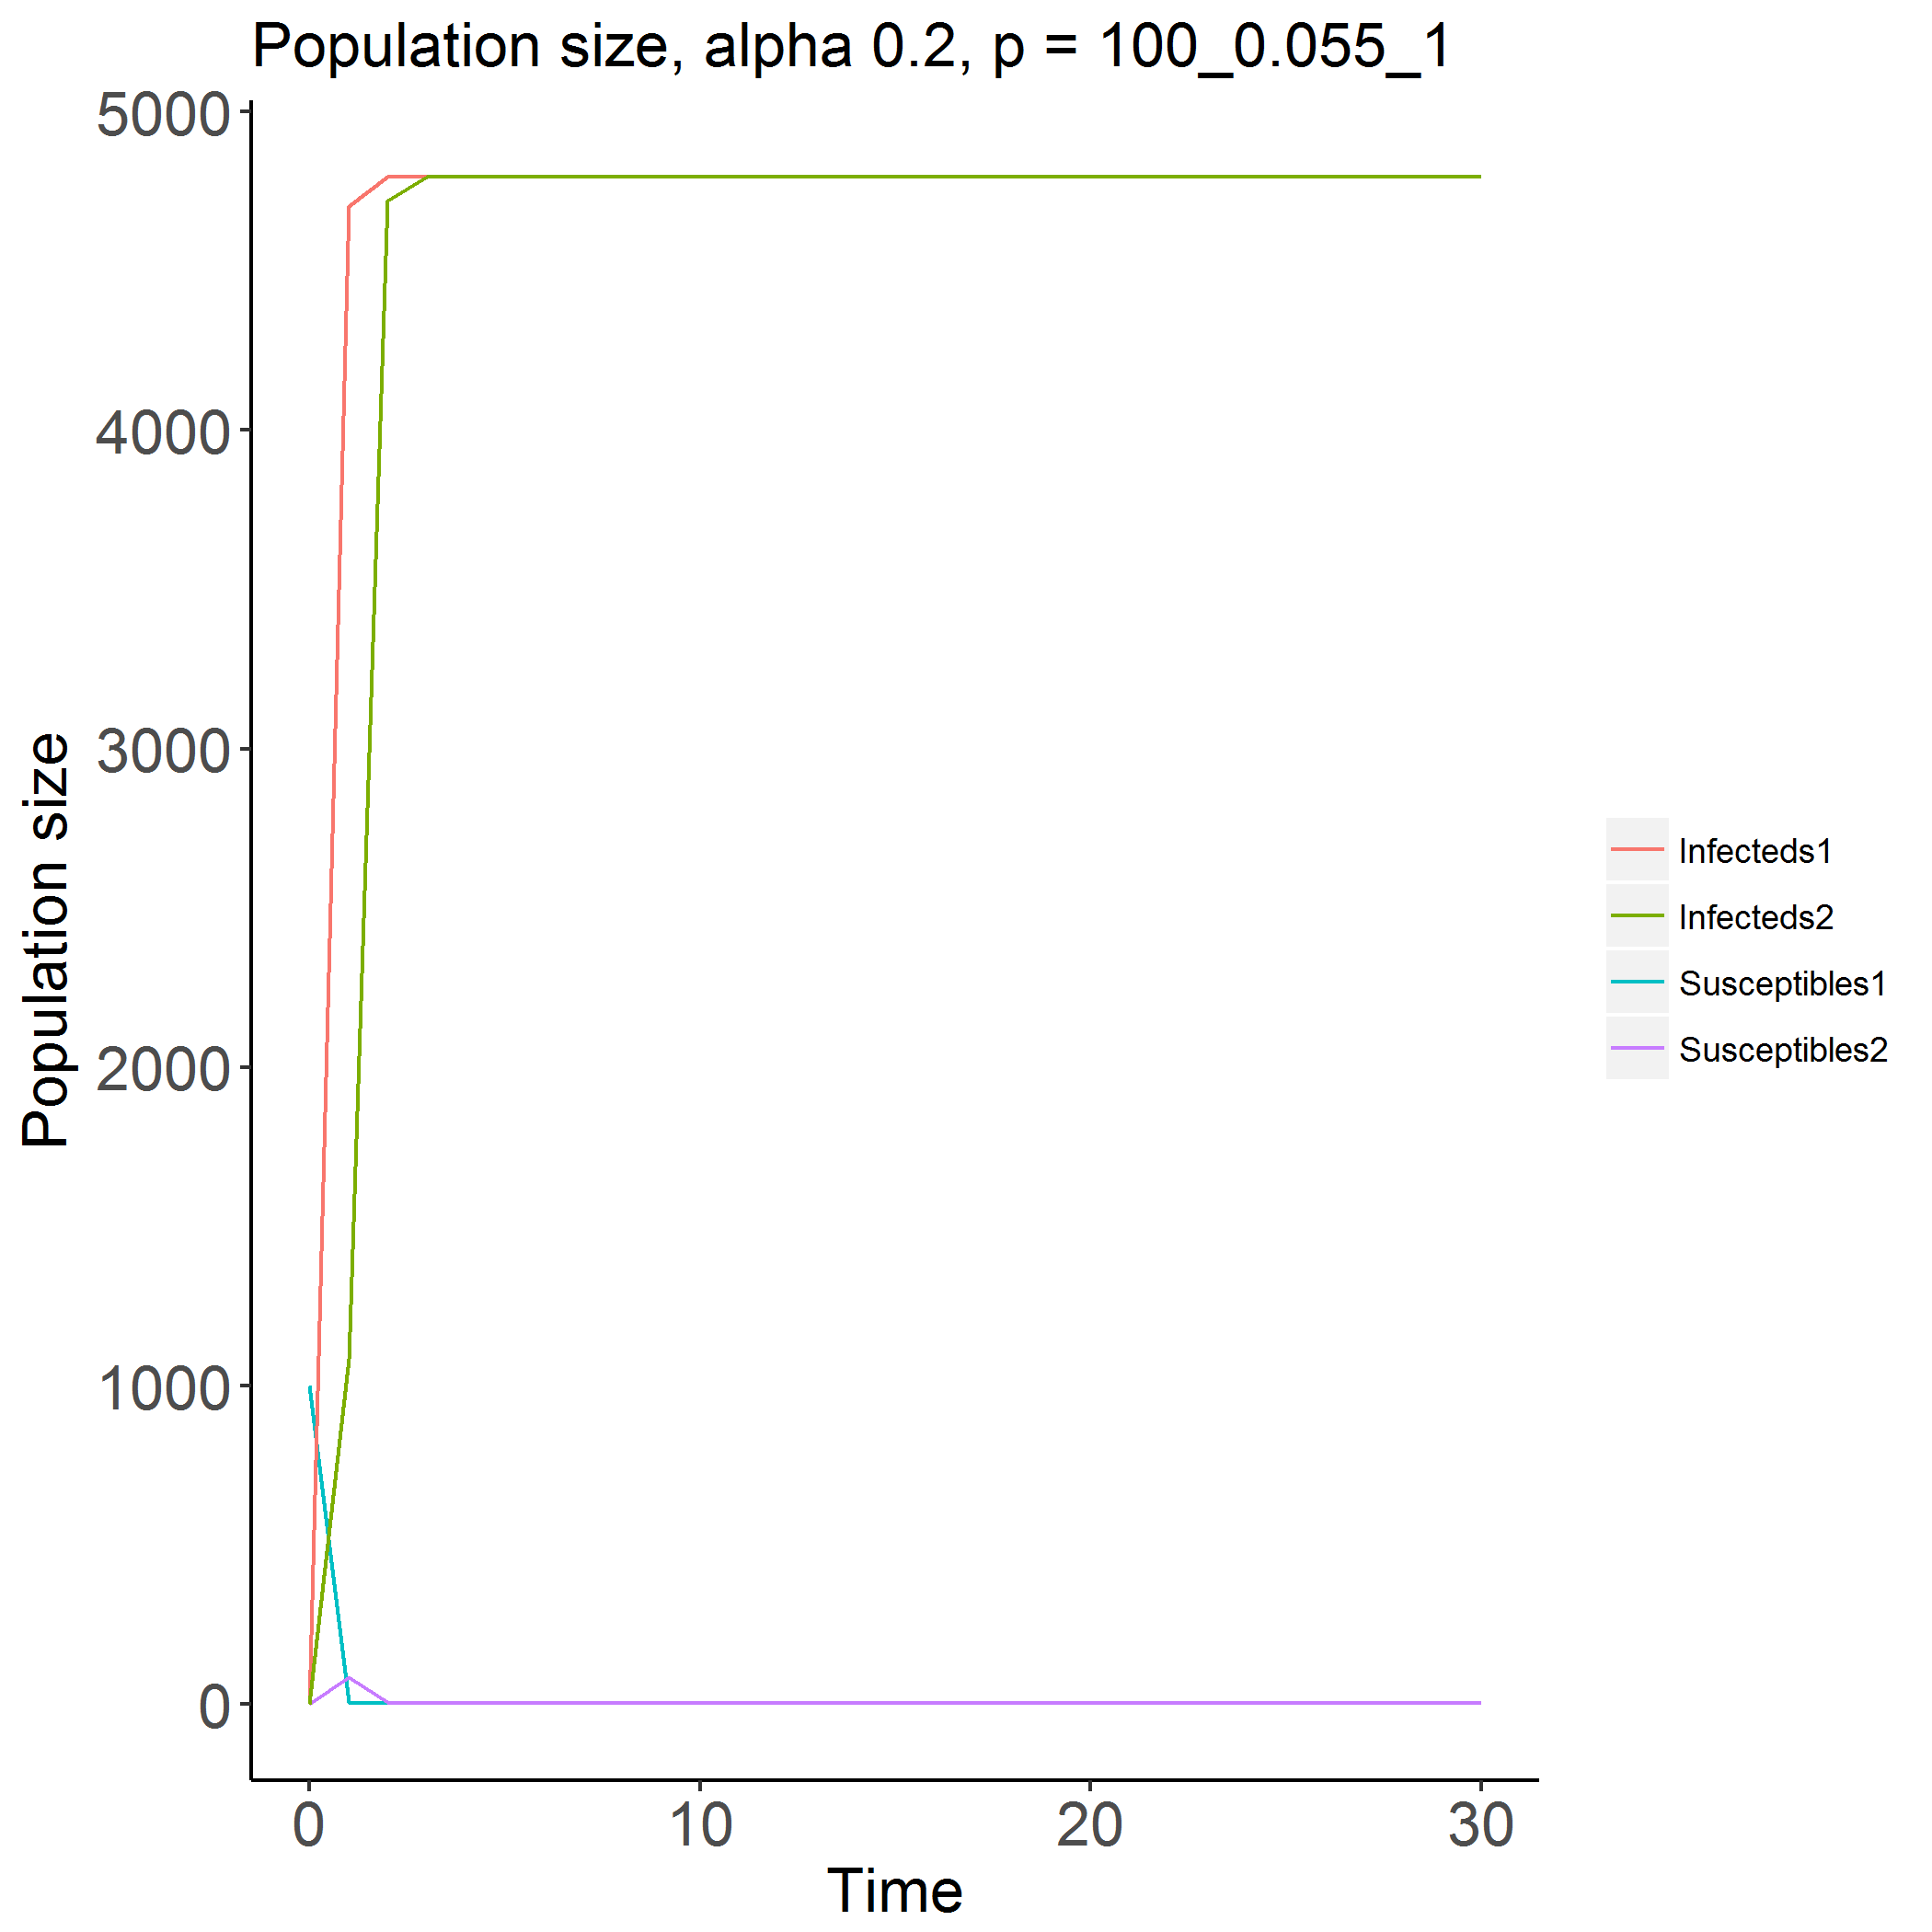 Population size, alpha 0.2, p = 100_0.055_1
5000
4000
3000
2000
1000
0
Population size
0 10 20 30
Time
Infecteds1
Infecteds2
Susceptibles1
Susceptibles2